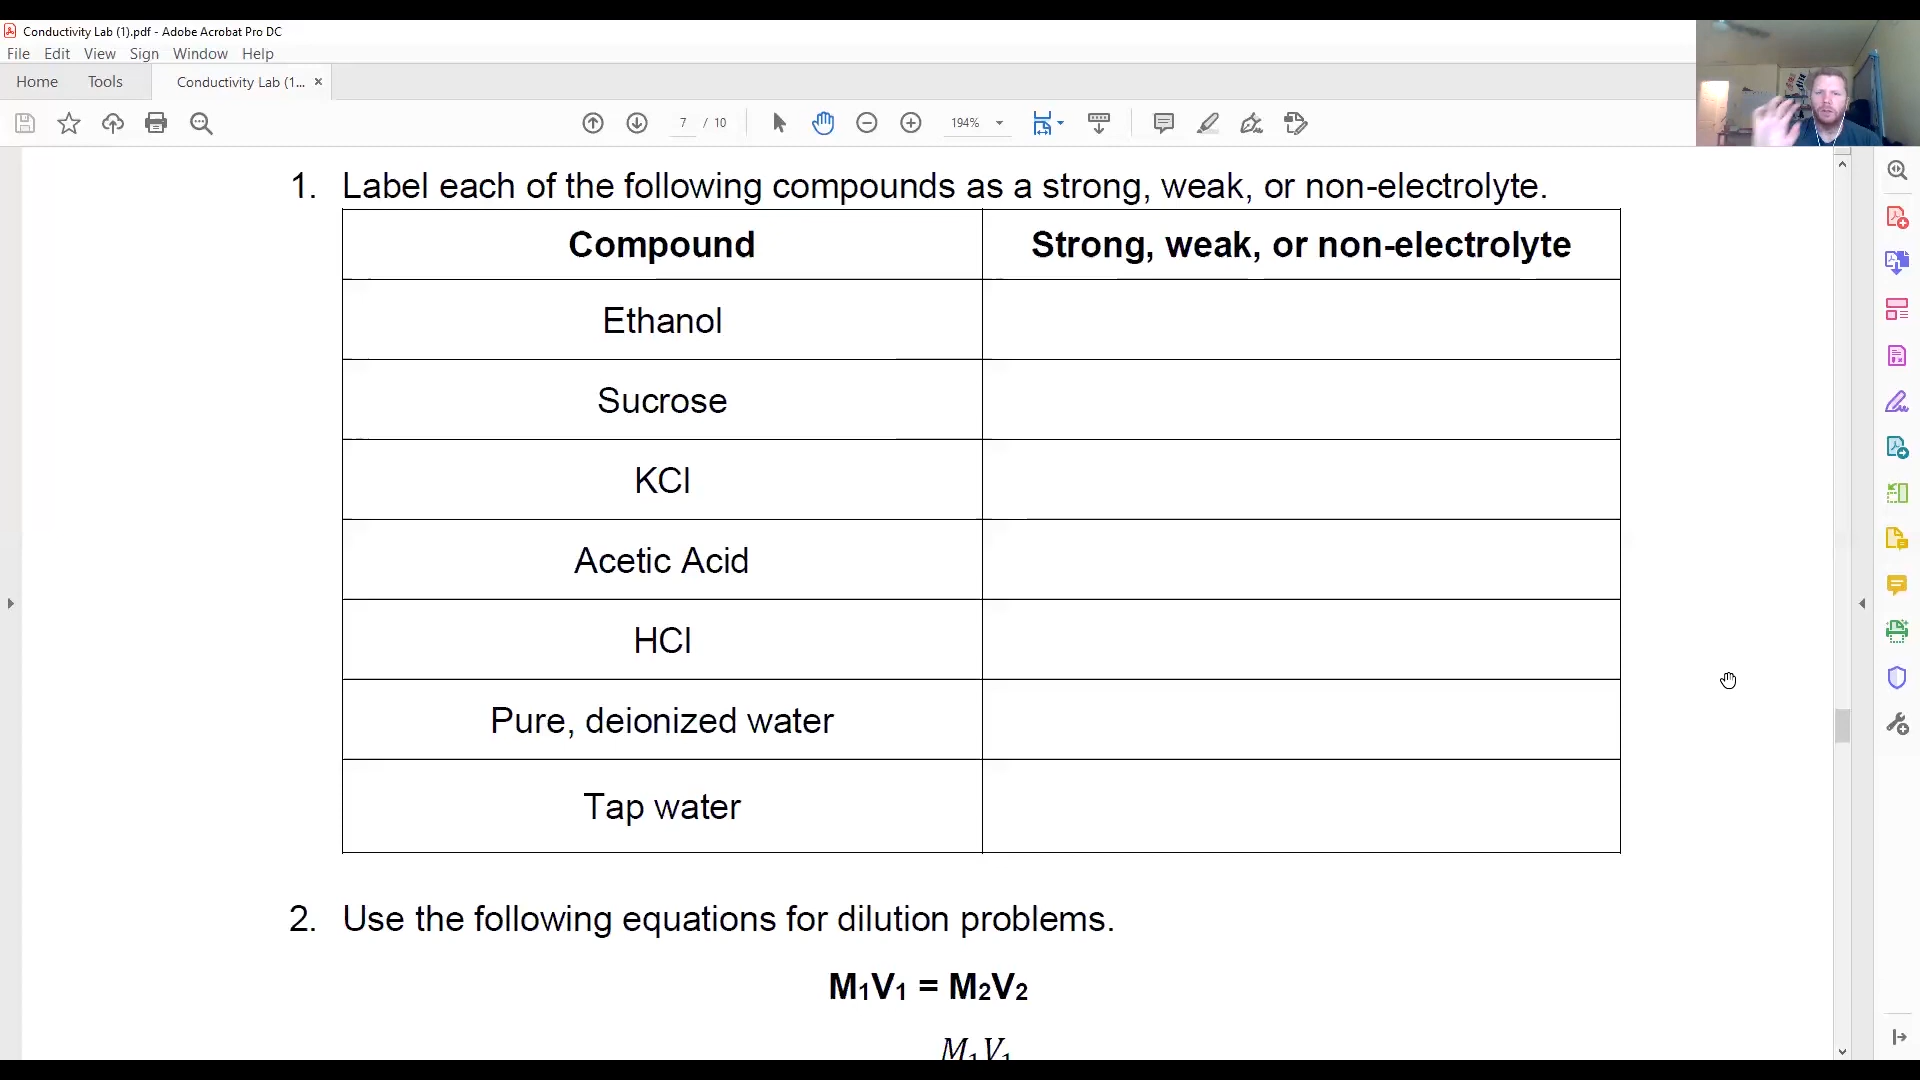 Conductivity Lab (1).pdf - Adobe Acrobat Pro DC
File Edit View Sign Window Help
Home Tools Conductivity Lab (1... ×
7 / 10 194%
1. Label each of the following compounds as a strong, weak, or non-electrolyte.
Compound Strong, weak, or non-electrolyte
Ethanol
Sucrose
KCl
Acetic Acid
HCl
Pure, deionized water
Tap water
2. Use the following equations for dilution problems.
M₁V₁ = M₂V₂
M₁V₁